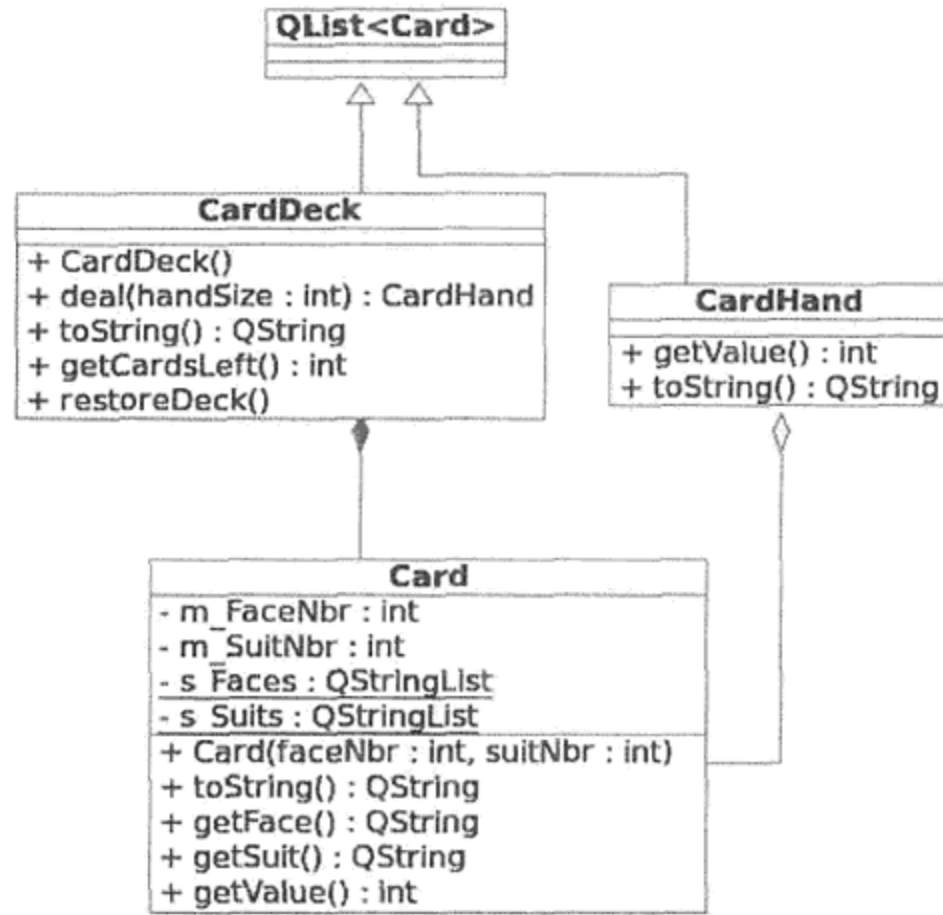 QList<Card>
CardDeck
+ CardDeck()
+ deal(handSize : int) : CardHand
+ toString() : QString
+ getCardsLeft() : int
+ restoreDeck()
CardHand
+ getValue() : int
+ toString() : QString
Card
- m_FaceNbr : int
- m_SuitNbr : int
- s_Faces : QStringList
- s_Suits : QStringList
+ Card(faceNbr : int, suitNbr : int)
+ toString() : QString
+ getFace() : QString
+ getSuit() : QString
+ getValue() : int